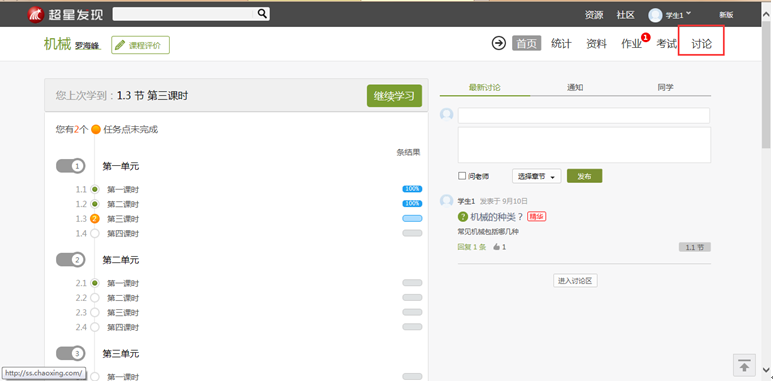 超星发现
资源 社区 学生1 新版
机械 罗海峰 课程评价
首页 统计 资料 作业 1 考试 讨论
您上次学到：1.3 节 第三课时 继续学习
您有2个 任务点未完成
条结果
1 第一单元
1.1 第一课时 100%
1.2 第二课时 100%
1.3 2 第三课时
1.4 第四课时
2 第二单元
2.1 第一课时
2.2 第二课时
2.3 第三课时
2.4 第四课时
3 第三单元
第一课时
最新讨论 通知 同学
问老师 选择章节 发布
学生1 发表于 9月10日
? 机械的种类？ 精华
常见机械包括哪几种
回复 1 条 1 1.1 节
进入讨论区
http://ss.chaoxing.com/